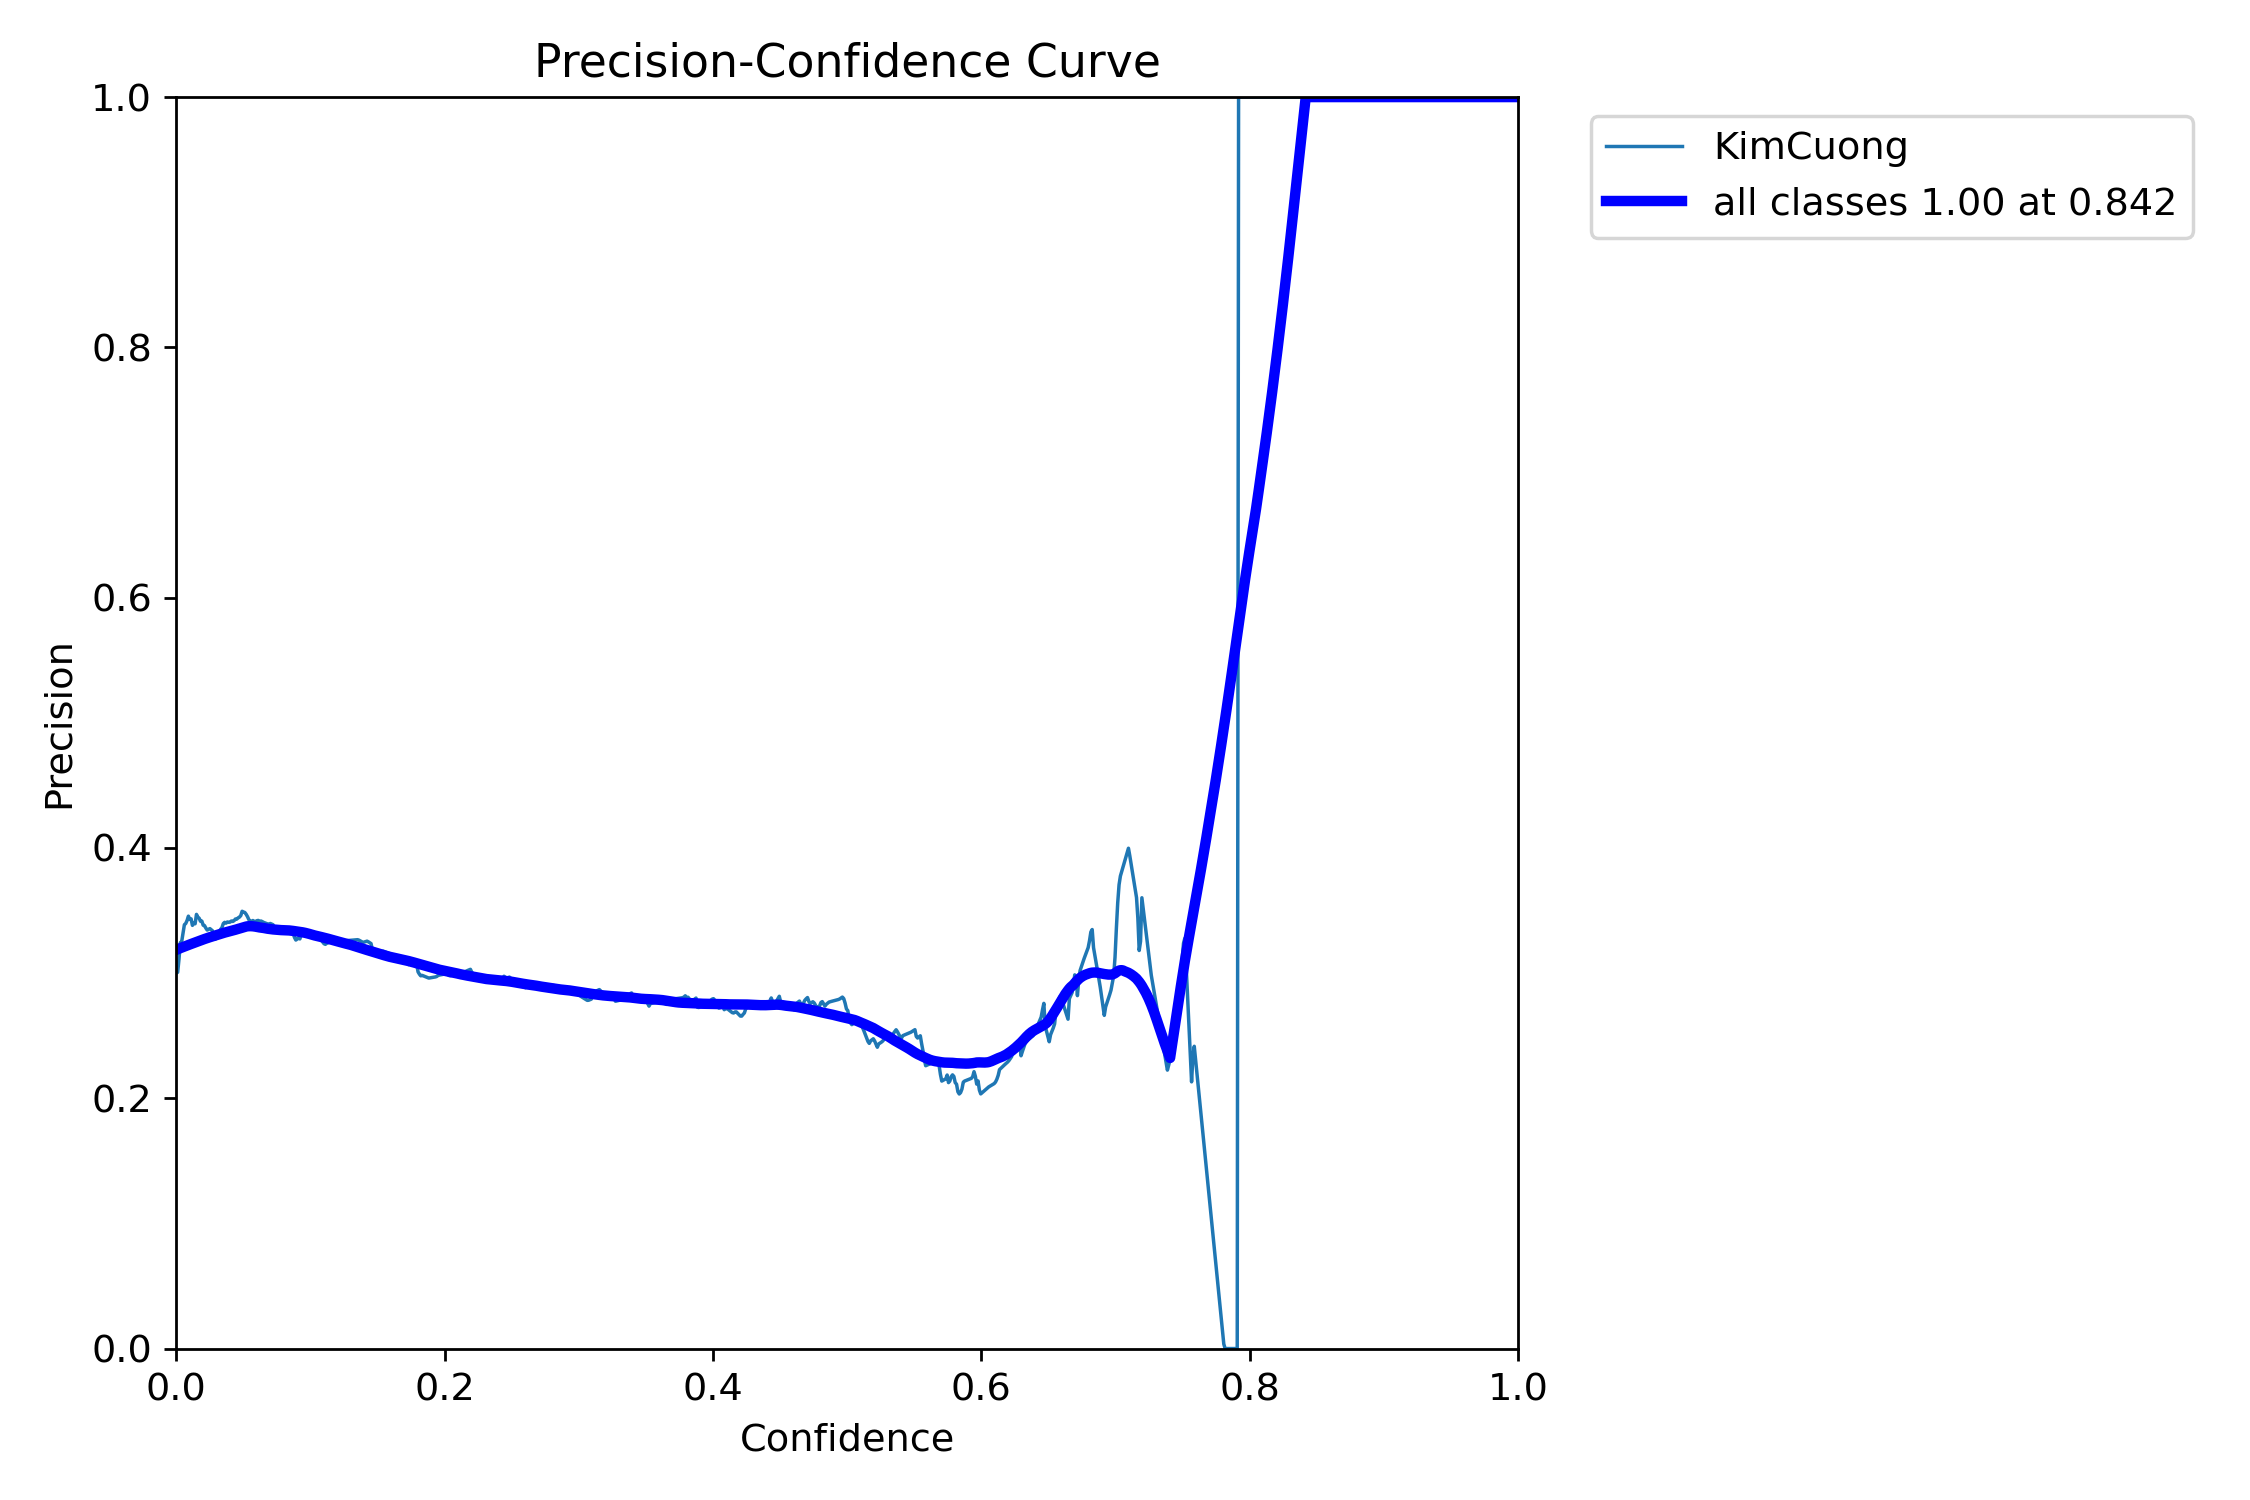 Precision-Confidence Curve
1.0
0.8
0.6
0.4
0.2
0.0
Precision
0.0 0.2 0.4 0.6 0.8 1.0
Confidence
KimCuong
all classes 1.00 at 0.842